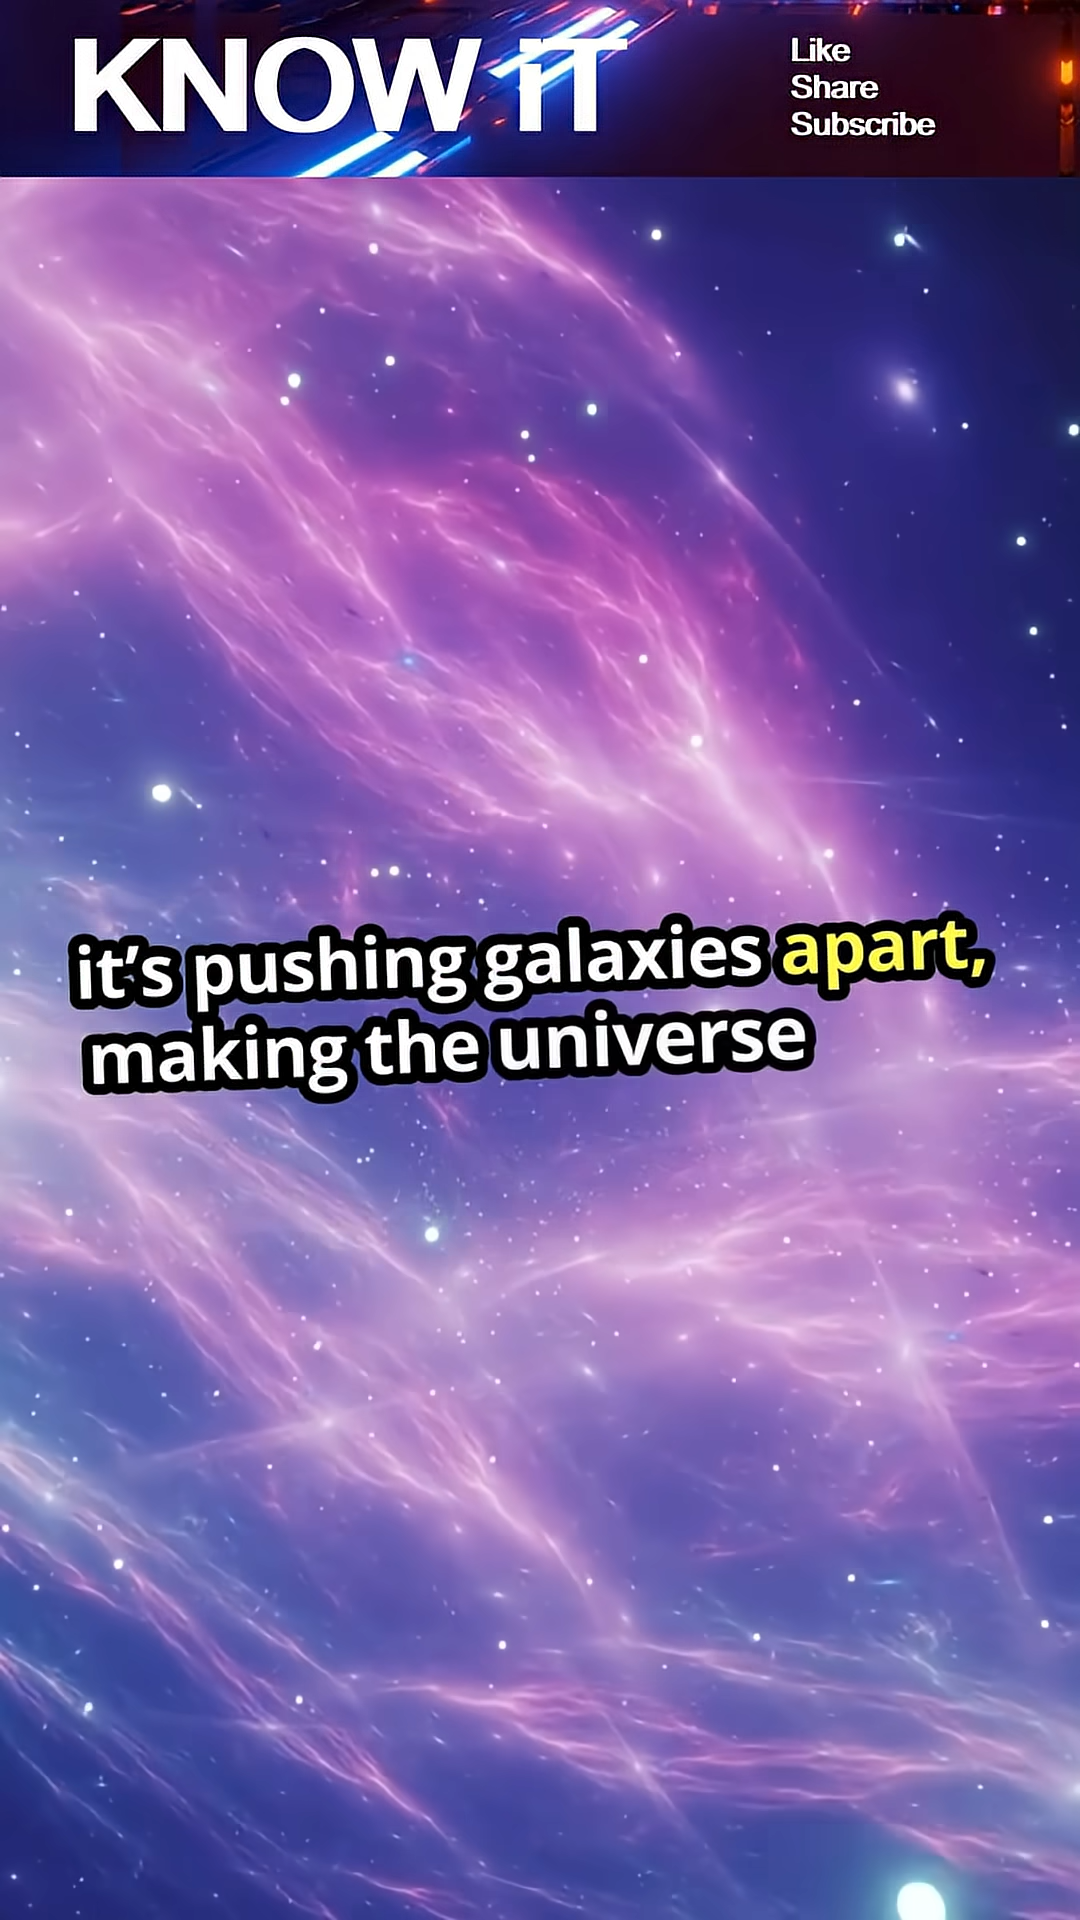 KNOW iT
Like
Share
Subscribe
it’s pushing galaxies apart,
making the universe